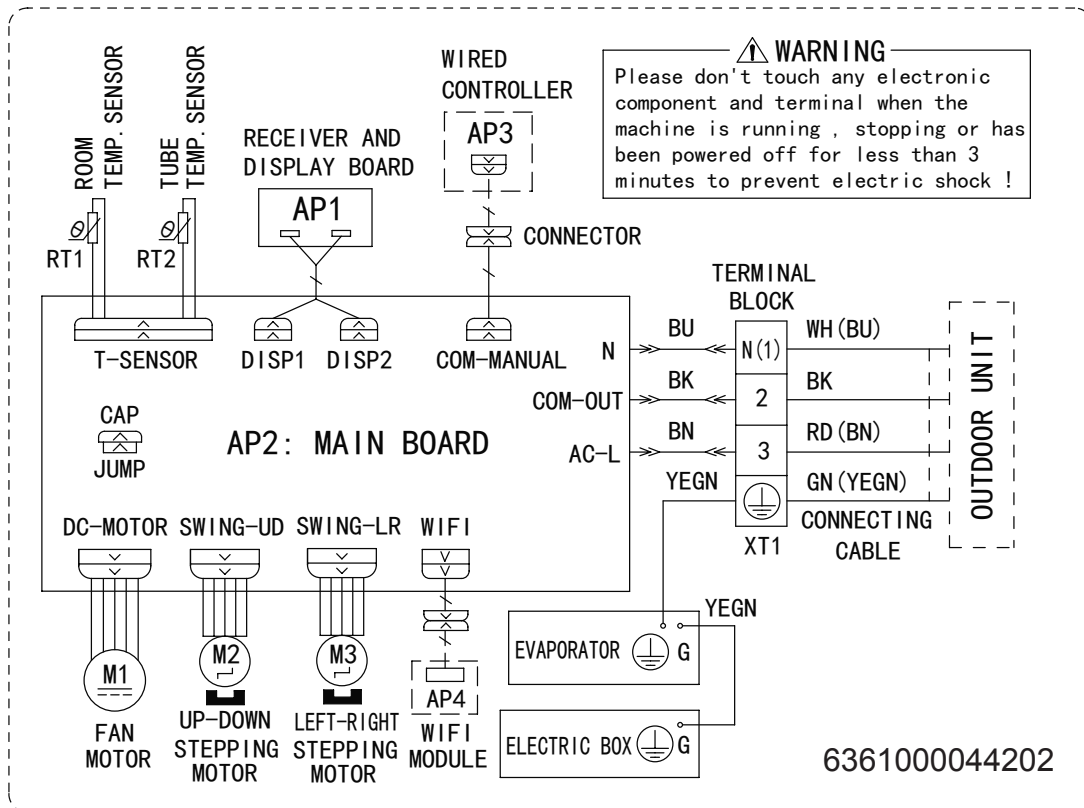 WARNING
Please don't touch any electronic
component and terminal when the
machine is running , stopping or has
been powered off for less than 3
minutes to prevent electric shock !
ROOM
TEMP. SENSOR
TUBE
TEMP. SENSOR
RT1
RT2
RECEIVER AND
DISPLAY BOARD
AP1
WIRED
CONTROLLER
AP3
CONNECTOR
TERMINAL
BLOCK
T-SENSOR
DISP1
DISP2
COM-MANUAL
N
BU
N(1)
WH(BU)
COM-OUT
BK
2
BK
AC-L
BN
3
RD(BN)
YEGN
GN(YEGN)
XT1
CONNECTING
CABLE
OUTDOOR UNIT
CAP
JUMP
AP2: MAIN BOARD
DC-MOTOR
SWING-UD
SWING-LR
WIFI
M1
M2
M3
AP4
FAN
MOTOR
UP-DOWN
STEPPING
MOTOR
LEFT-RIGHT
STEPPING
MOTOR
WIFI
MODULE
YEGN
EVAPORATOR
G
ELECTRIC BOX
G
6361000044202